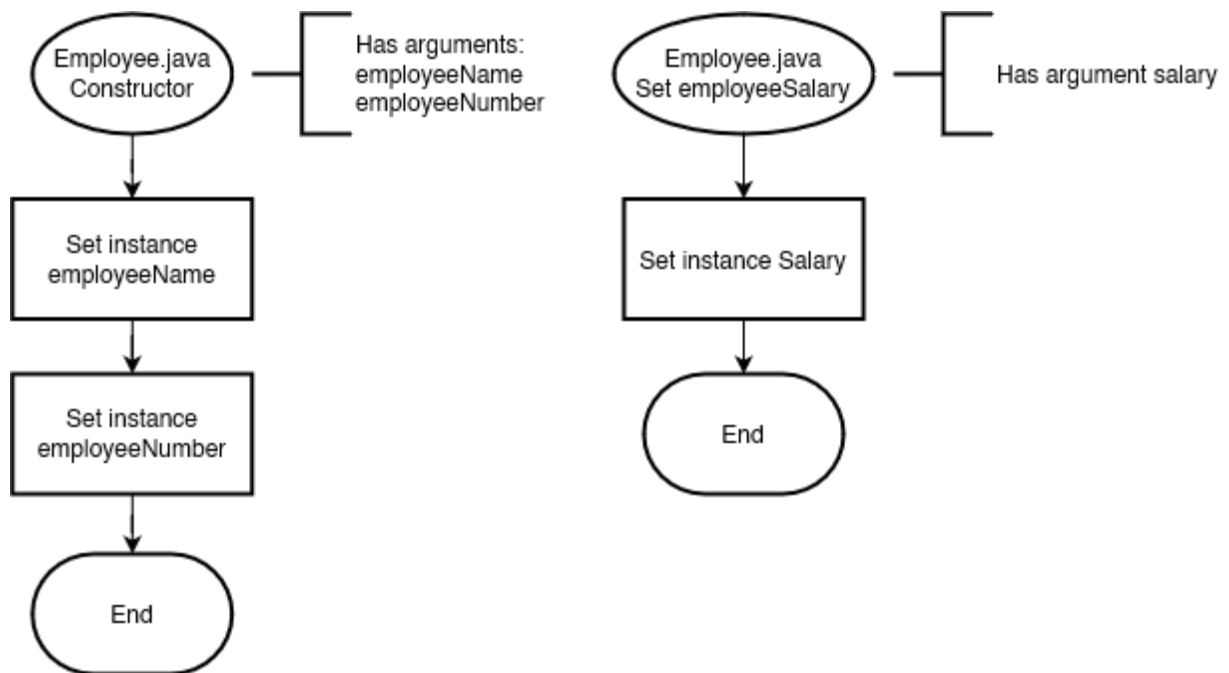 Employee.java
Constructor
Has arguments:
employeeName
employeeNumber
Set instance
employeeName
Set instance
employeeNumber
End
Employee.java
Set employeeSalary
Has argument salary
Set instance Salary
End